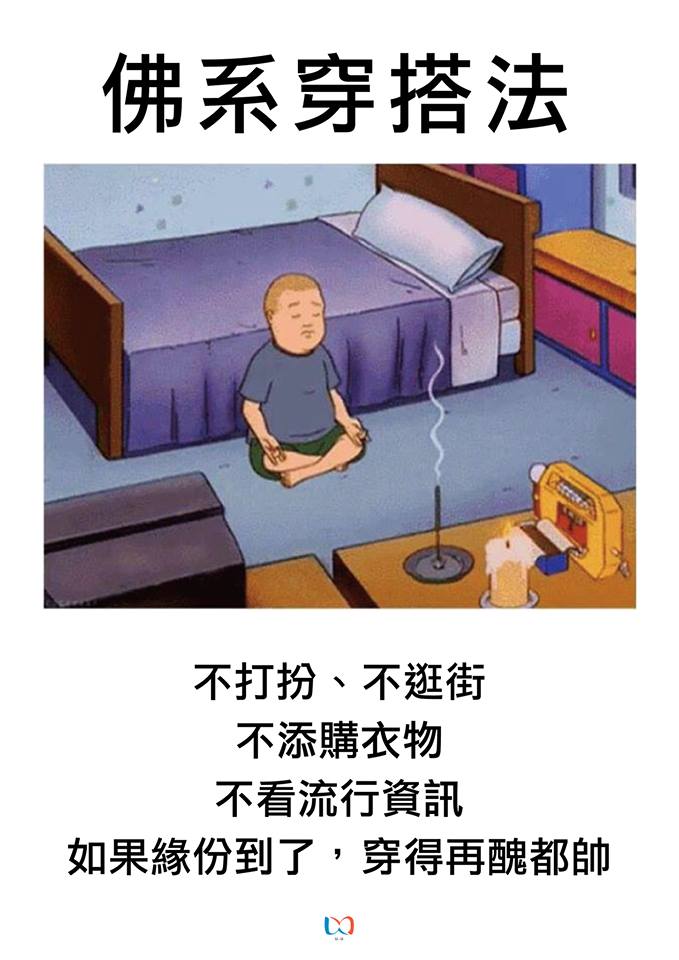 佛系穿搭法
不打扮、不逛街
不添購衣物
不看流行資訊
如果緣份到了，穿得再醜都帥